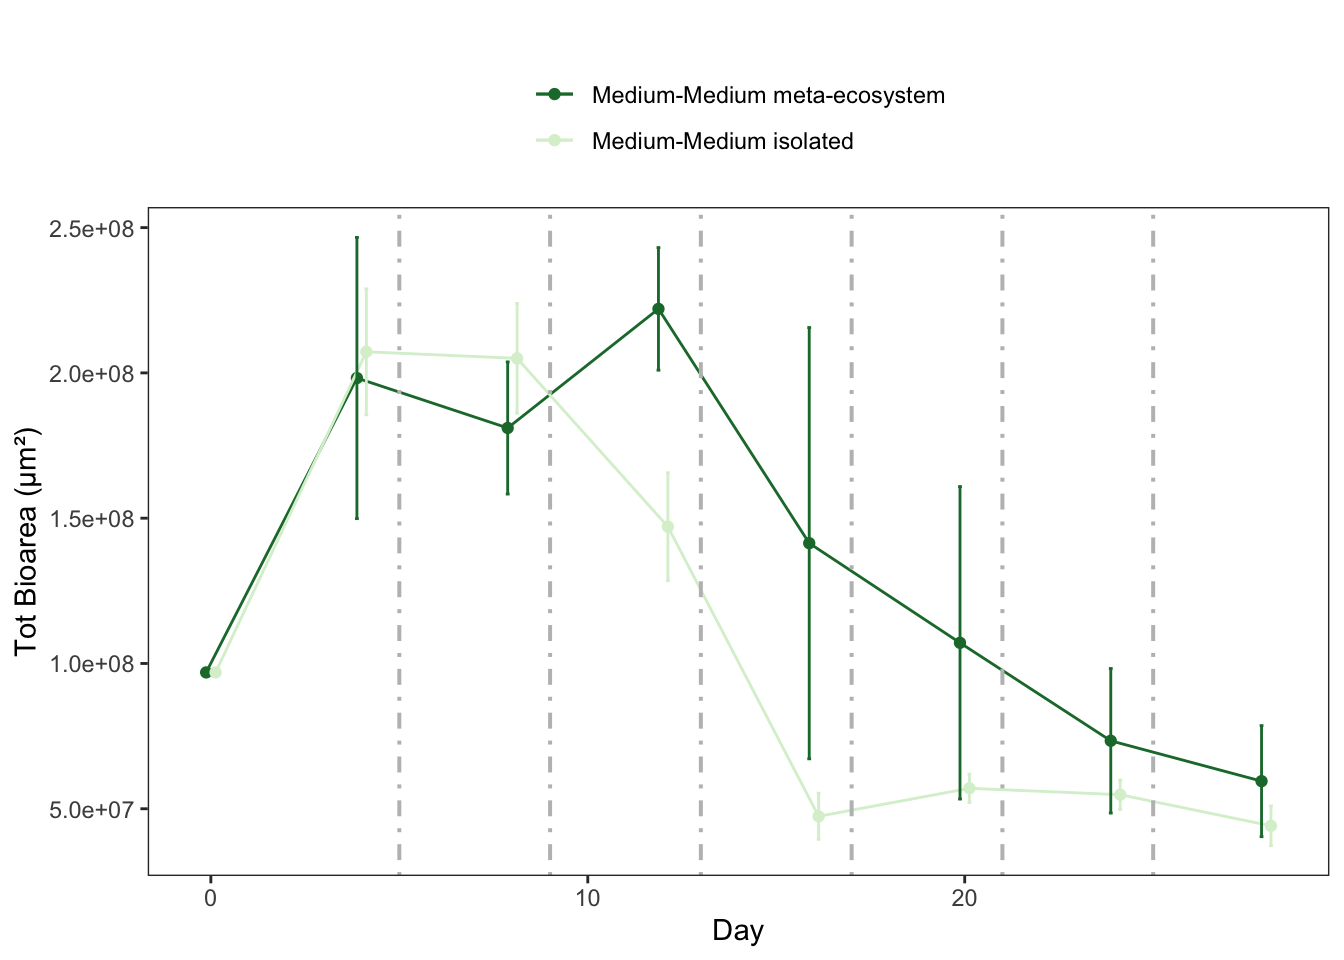 Medium-Medium meta-ecosystem
Medium-Medium isolated
2.5e+08
2.0e+08
1.5e+08
1.0e+08
5.0e+07
Tot Bioarea (µm²)
0 10 20
Day